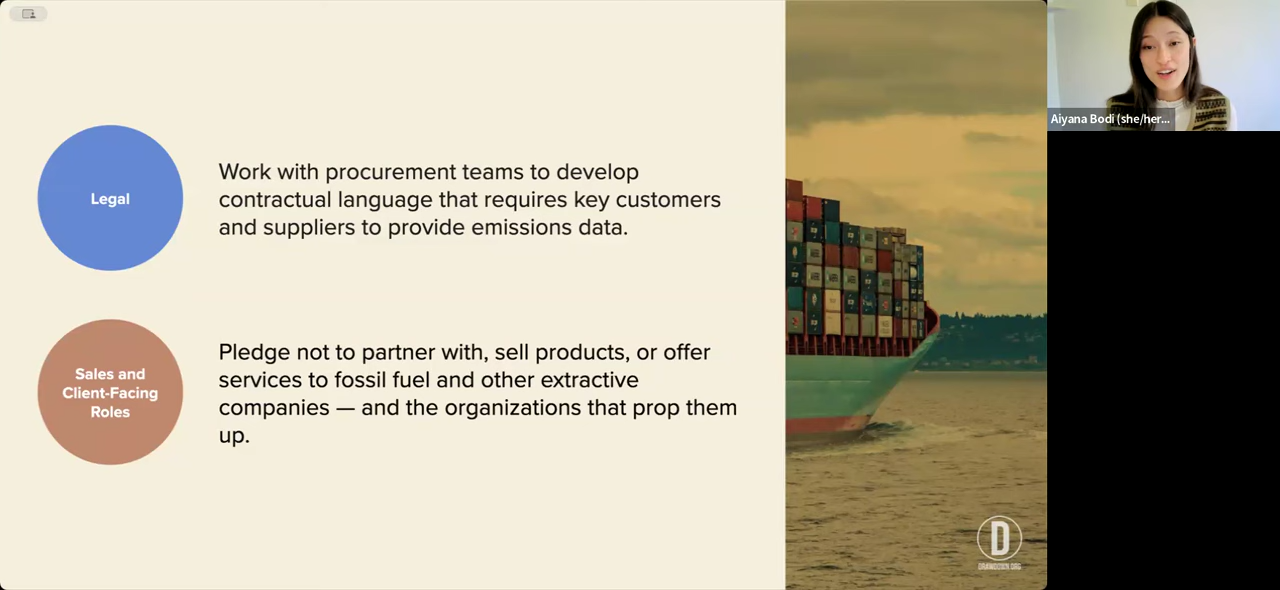 Legal
Work with procurement teams to develop
contractual language that requires key customers
and suppliers to provide emissions data.
Sales and
Client-Facing
Roles
Pledge not to partner with, sell products, or offer
services to fossil fuel and other extractive
companies — and the organizations that prop them
up.
Aiyana Bodi (she/her...
D
DRAWDOWN.ORG